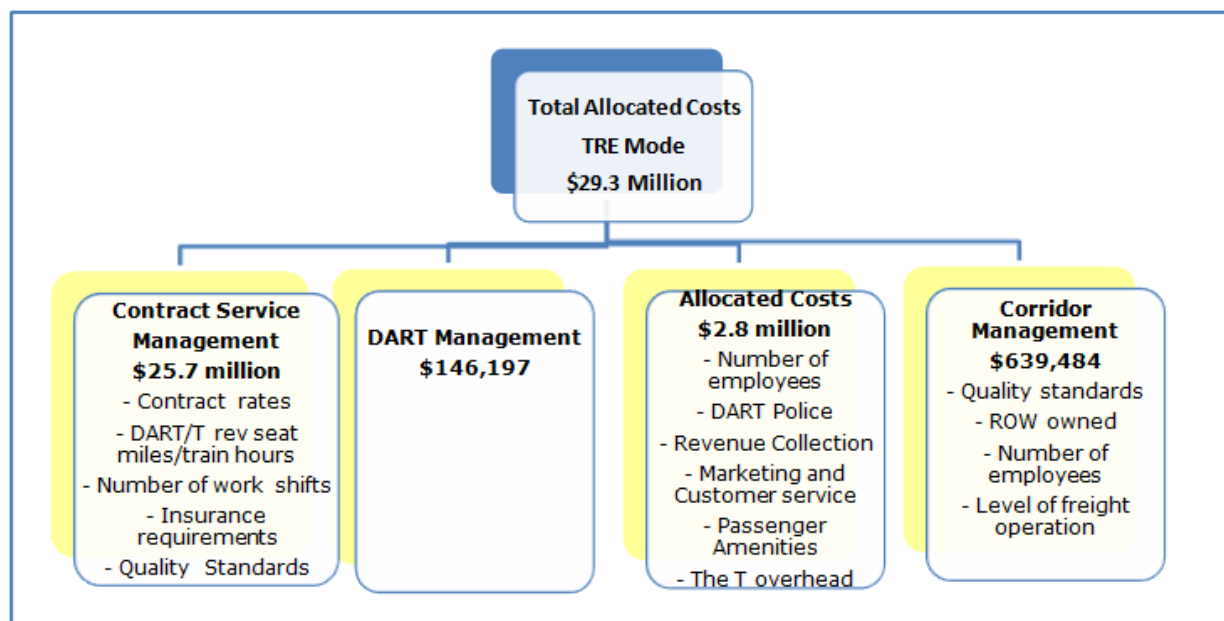 Total Allocated Costs
TRE Mode
$29.3 Million
Contract Service
Management
$25.7 million
- Contract rates
- DART/T rev seat
miles/train hours
- Number of work shifts
- Insurance
requirements
- Quality Standards
DART Management
$146,197
Allocated Costs
$2.8 million
- Number of
employees
- DART Police
- Revenue Collection
- Marketing and
Customer service
- Passenger
Amenities
- The T overhead
Corridor
Management
$639,484
- Quality standards
- ROW owned
- Number of
employees
- Level of freight
operation